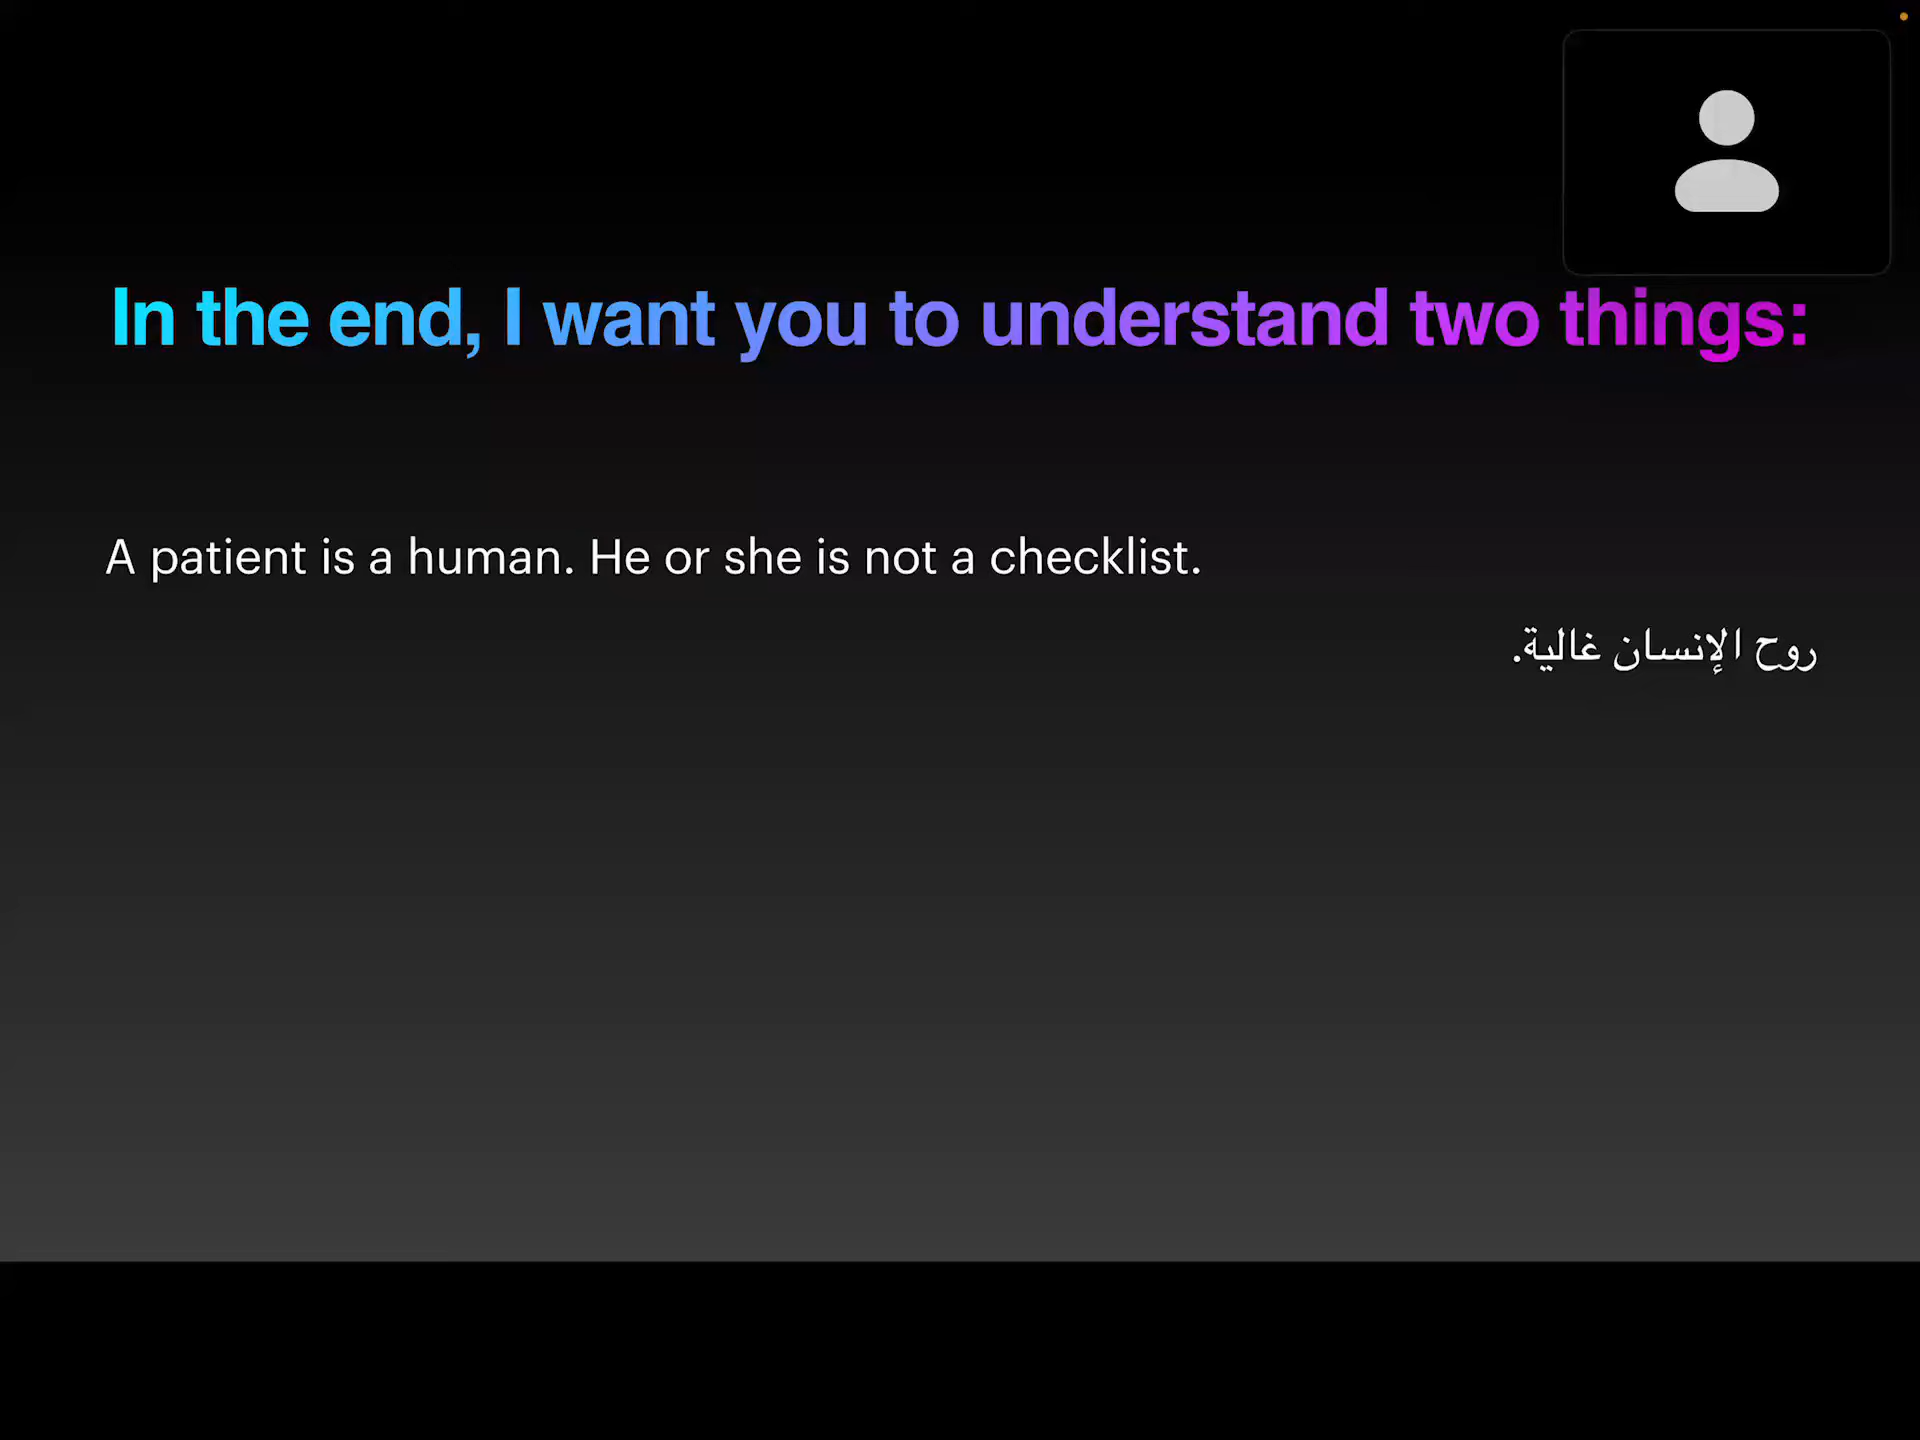 In the end, I want you to understand two things:
A patient is a human. He or she is not a checklist.
روح الإنسان غالية.